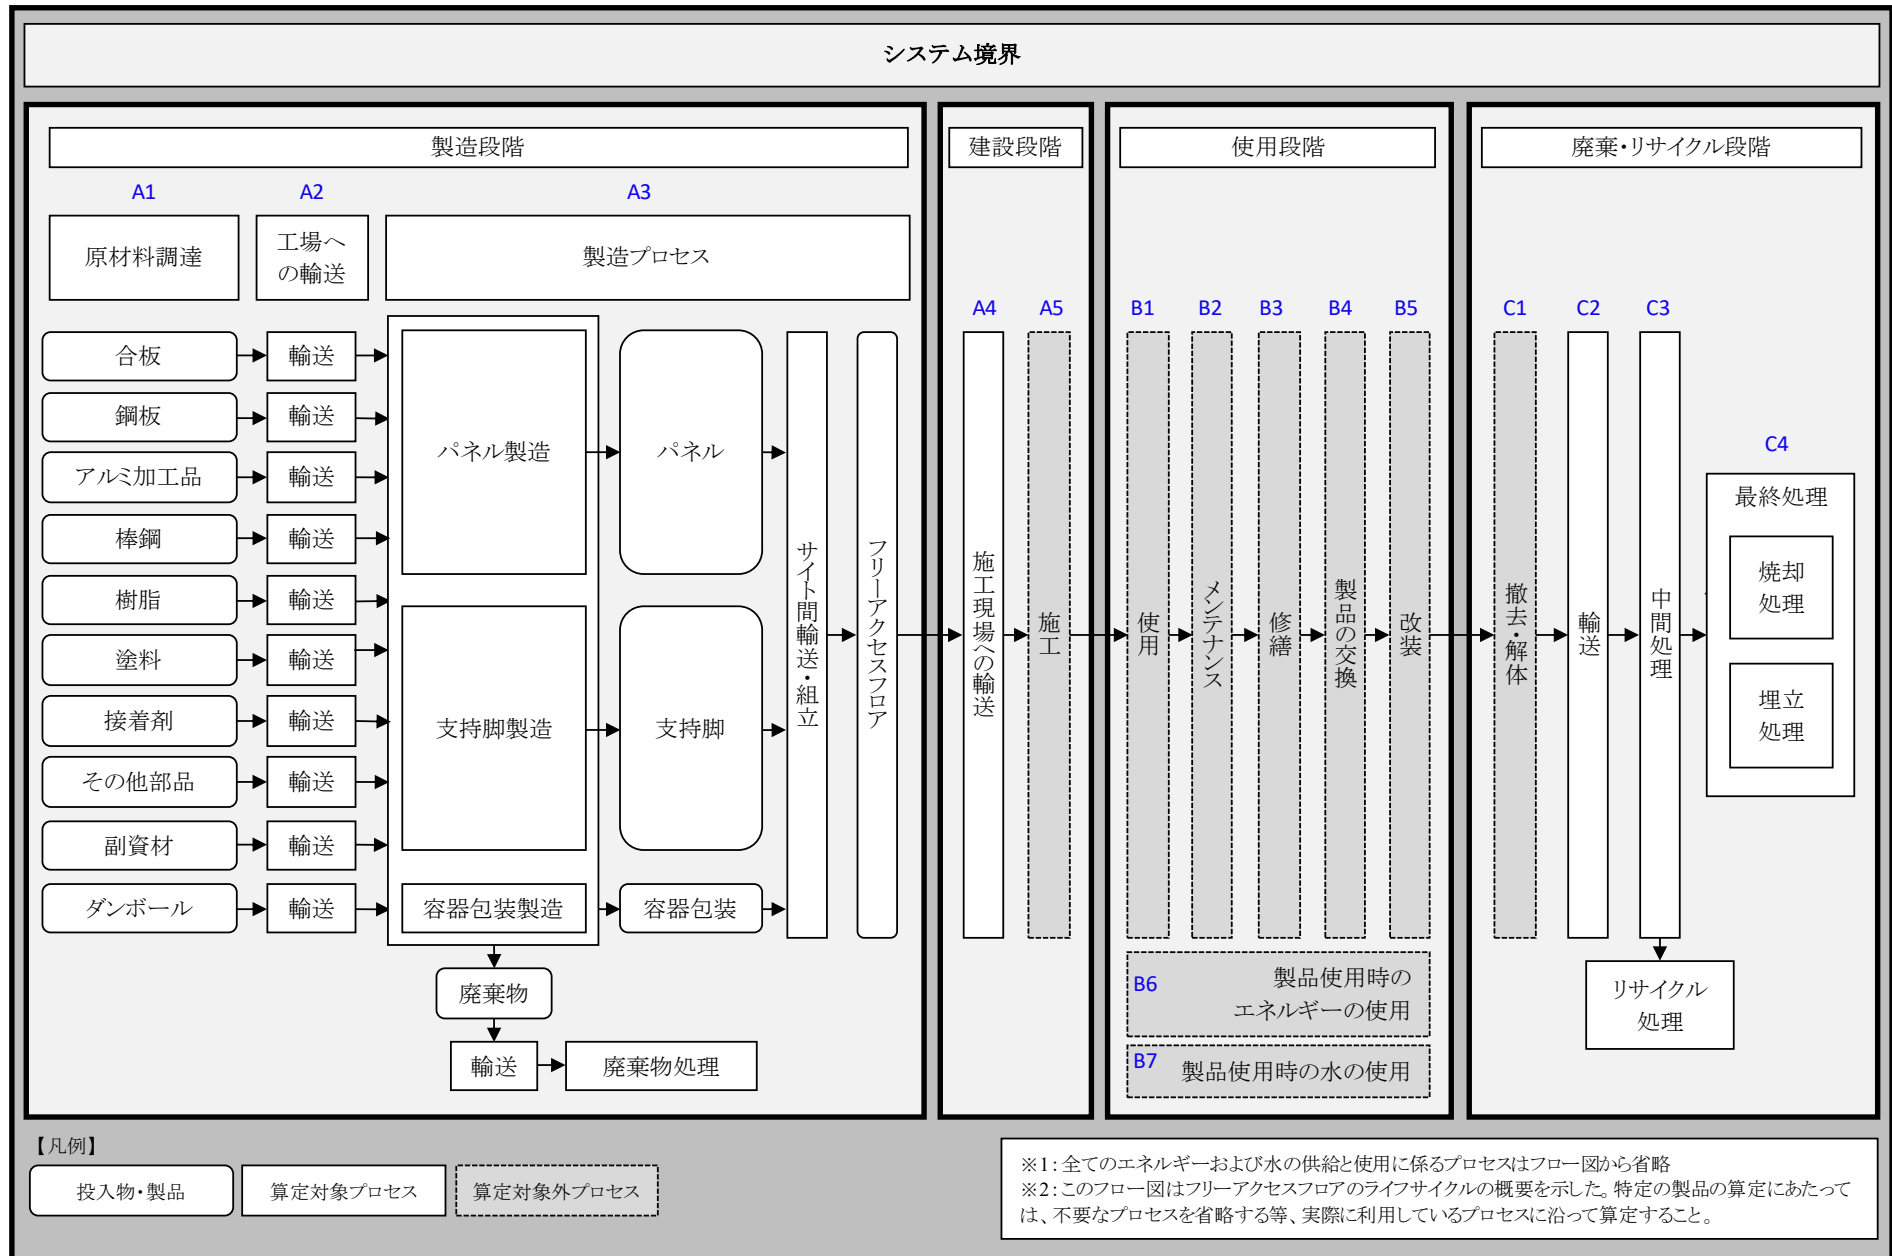 システム境界
製造段階
建設段階
使用段階
廃棄・リサイクル段階
A1
A2
A3
原材料調達
工場へ
の輸送
製造プロセス
A4
A5
B1
B2
B3
B4
B5
C1
C2
C3
合板
輸送
鋼板
輸送
アルミ加工品
輸送
棒鋼
輸送
樹脂
輸送
塗料
輸送
接着剤
輸送
その他部品
輸送
副資材
輸送
ダンボール
輸送
パネル製造
パネル
支持脚製造
支持脚
容器包装製造
容器包装
サイト間輸送・組立
フリーアクセスフロア
施工現場への輸送
施工
使用
メンテナンス
修繕
製品の交換
改装
撤去・解体
輸送
中間処理
C4
最終処理
焼却
処理
埋立
処理
廃棄物
輸送
廃棄物処理
B6
製品使用時の
エネルギーの使用
B7
製品使用時の水の使用
リサイクル
処理
【凡例】
投入物・製品
算定対象プロセス
算定対象外プロセス
※1：全てのエネルギーおよび水の供給と使用に係るプロセスはフロー図から省略
※2：このフロー図はフリーアクセスフロアのライフサイクルの概要を示した。特定の製品の算定にあたって
は、不要なプロセスを省略する等、実際に利用しているプロセスに沿って算定すること。